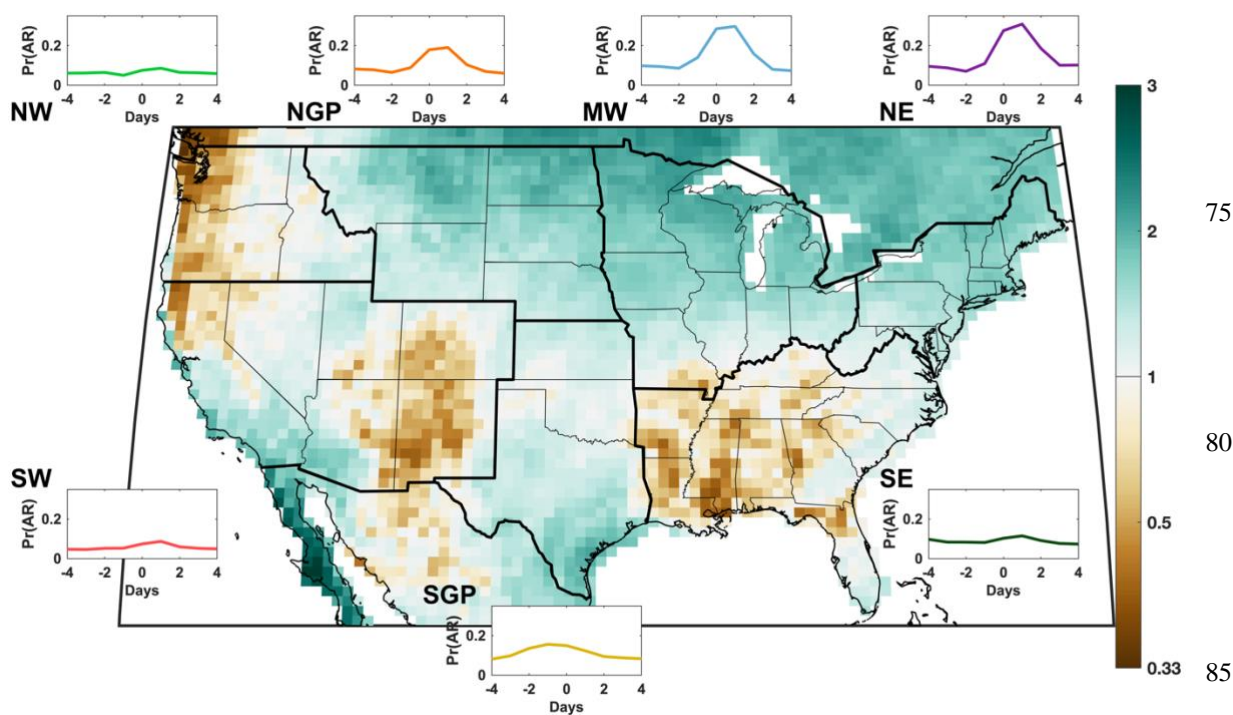 0.2 0.2 0.2 0.2
Pr(AR) Pr(AR) Pr(AR) Pr(AR)
0 0 0 0
-4 -2 0 2 4 -4 -2 0 2 4 -4 -2 0 2 4 -4 -2 0 2 4
Days Days Days Days
NW NGP MW NE
3
75
2
1
80
SW SE
0.2 0.2
Pr(AR) Pr(AR)
0 0
-4 -2 0 2 4 -4 -2 0 2 4
Days Days
0.5
SGP
0.2
Pr(AR)
0
-4 -2 0 2 4
Days
0.33
85